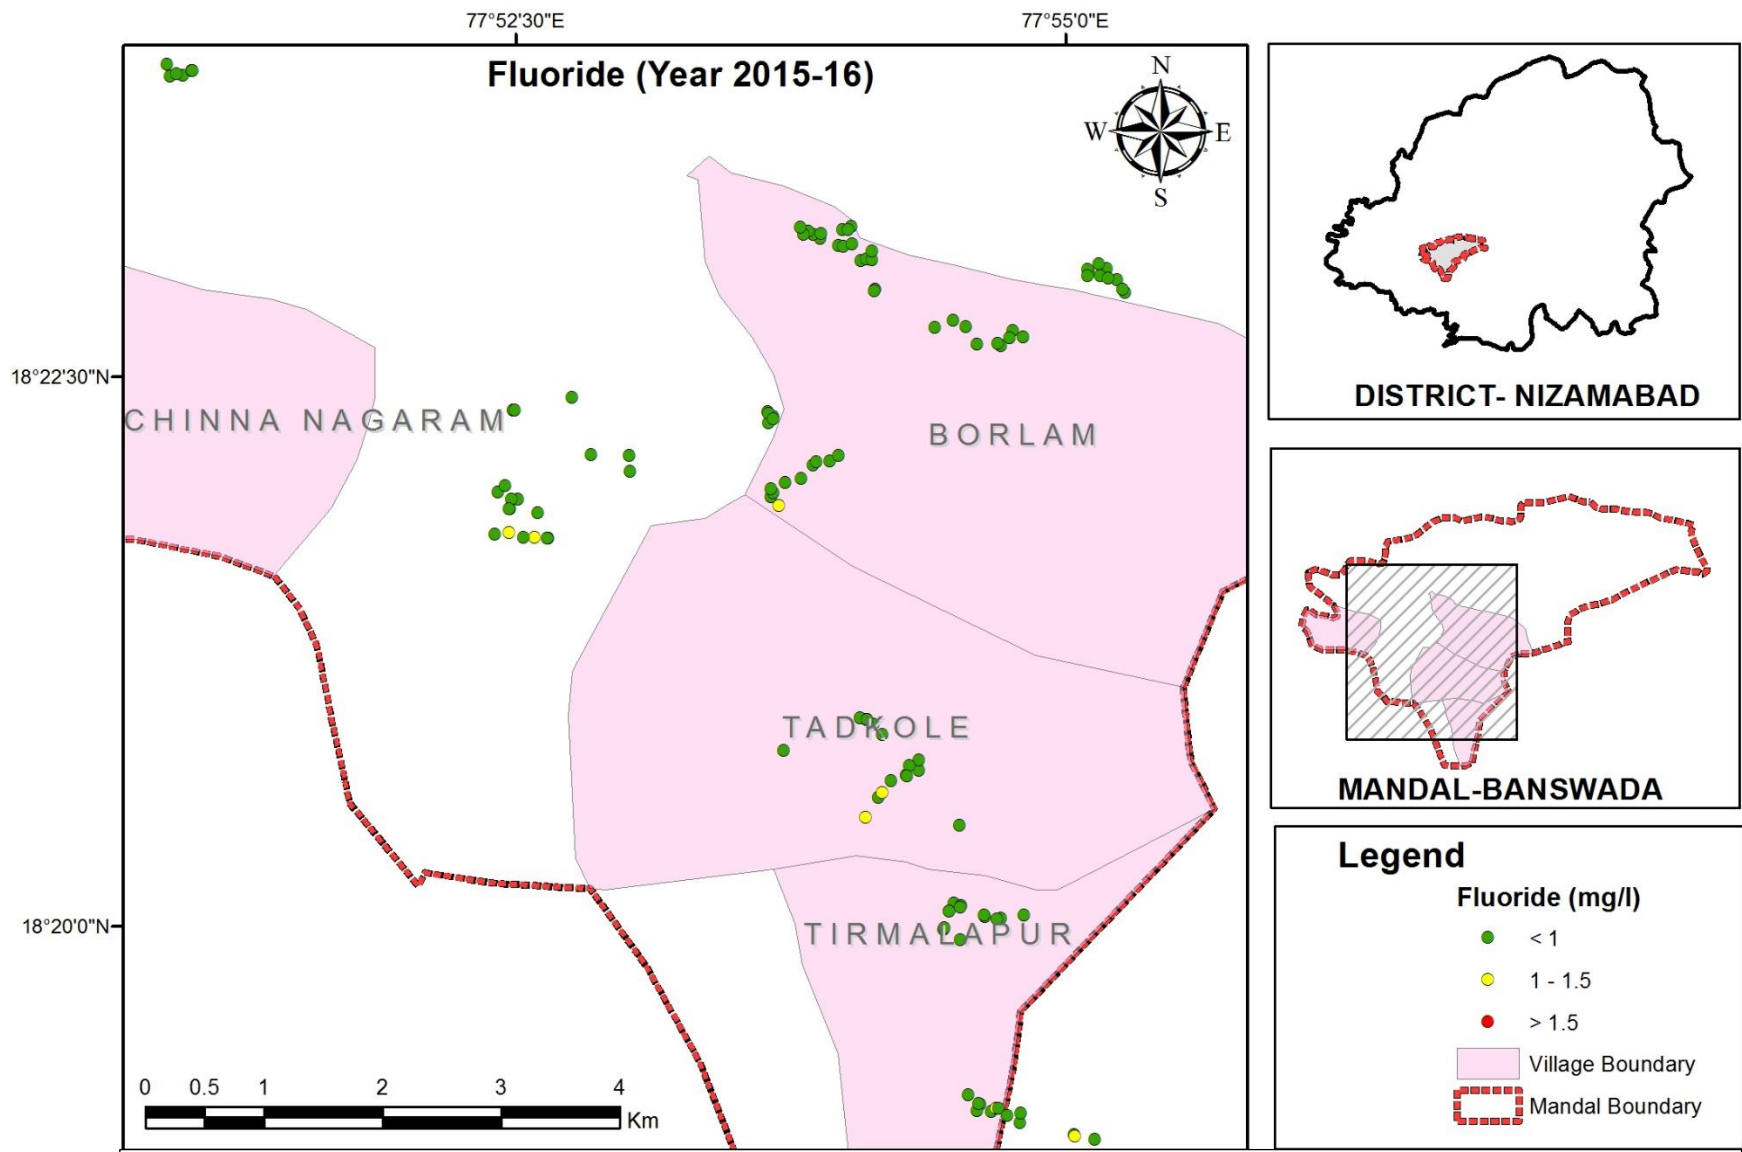 77°52'30"E
77°55'0"E
Fluoride (Year 2015-16)
N
W
E
S
18°22'30"N
CHINNA NAGARAM
BORLAM
TADKOLE
18°20'0"N
TIRMALAPUR
0 0.5 1 2 3 4
Km
DISTRICT- NIZAMABAD
MANDAL-BANSWADA
Legend
Fluoride (mg/l)
< 1
1 - 1.5
> 1.5
Village Boundary
Mandal Boundary